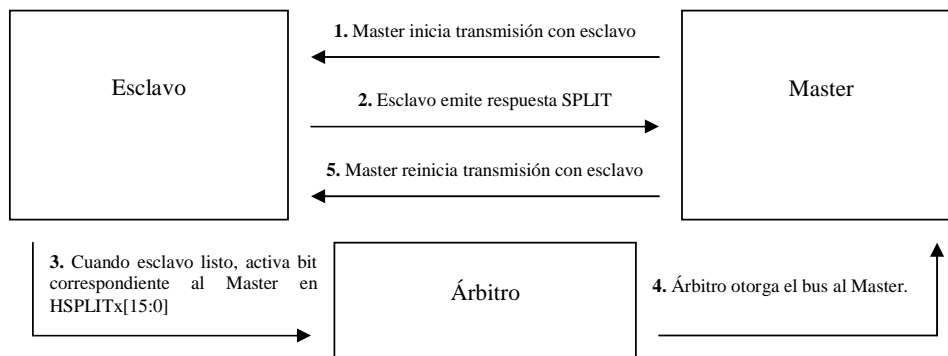 1. Master inicia transmisión con esclavo
Esclavo
Master
2. Esclavo emite respuesta SPLIT
5. Master reinicia transmisión con esclavo
3. Cuando esclavo listo, activa bit
correspondiente al Master en
HSPLITx[15:0]
Árbitro
4. Árbitro otorga el bus al Master.